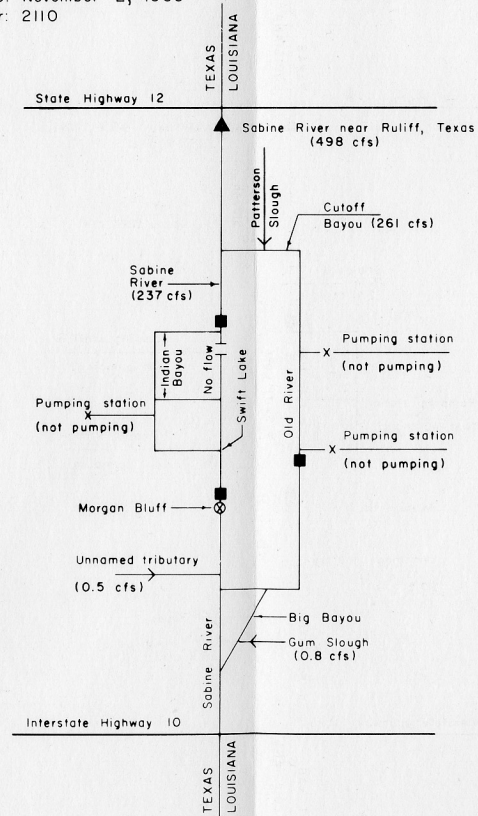 November 2,
r: 2110
TEXAS
LOUISIANA
State Highway 12
Sabine River near Ruliff, Texas
(498 cfs)
Patterson
Slough
Cutoff
Bayou (261 cfs)
Sabine
River
(237 cfs)
Indian
Bayou
No flow
Swift Lake
Old River
Pumping station
(not pumping)
Pumping station
(not pumping)
Pumping station
(not pumping)
Morgan Bluff
Unnamed tributary
(0.5 cfs)
Big Bayou
Gum Slough
(0.8 cfs)
Sabine River
Interstate Highway 10
TEXAS
LOUISIANA